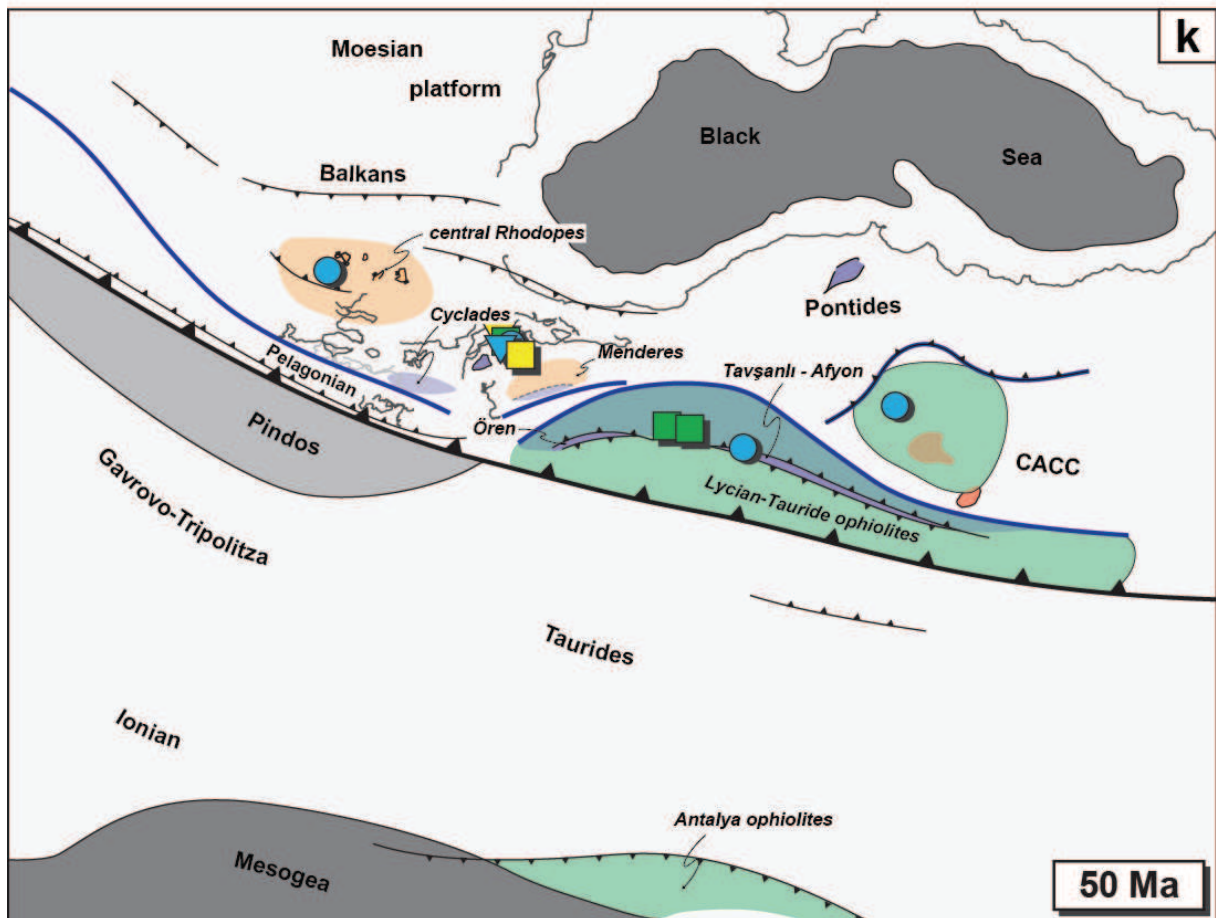 k
Moesian
platform
Black
Sea
Balkans
central Rhodopes
Pontides
Cyclades
Menderes
Pelagonian
Tavşanlı - Afyon
Ören
Pindos
CACC
Lycian-Tauride ophiolites
Gavrovo-Tripolitza
Taurides
Ionian
Antalya ophiolites
Mesogea
50 Ma